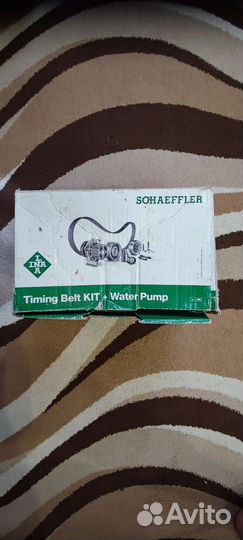 SCHAEFFLER
INA
Timing Belt KIT + Water Pump
Avito